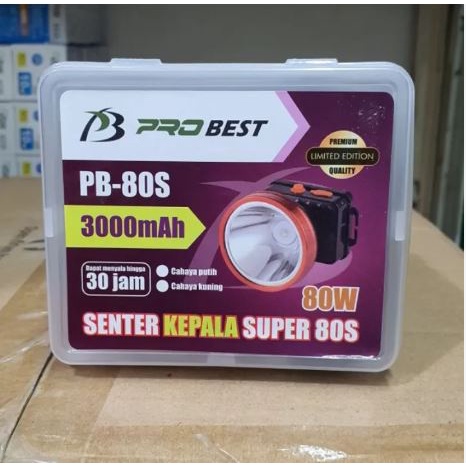 PB PRO BEST
PB-80S
3000mAh
PREMIUM
LIMITED EDITION
QUALITY
Dapat menyala hingga
30 jam
Cahaya putih
Cahaya kuning
80W
SENTER KEPALA SUPER 80S